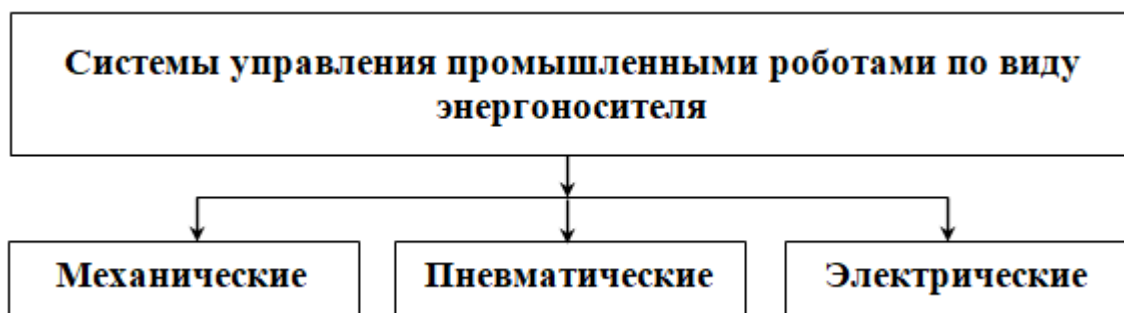 Системы управления промышленными роботами по виду
энергоносителя
Механические
Пневматические
Электрические